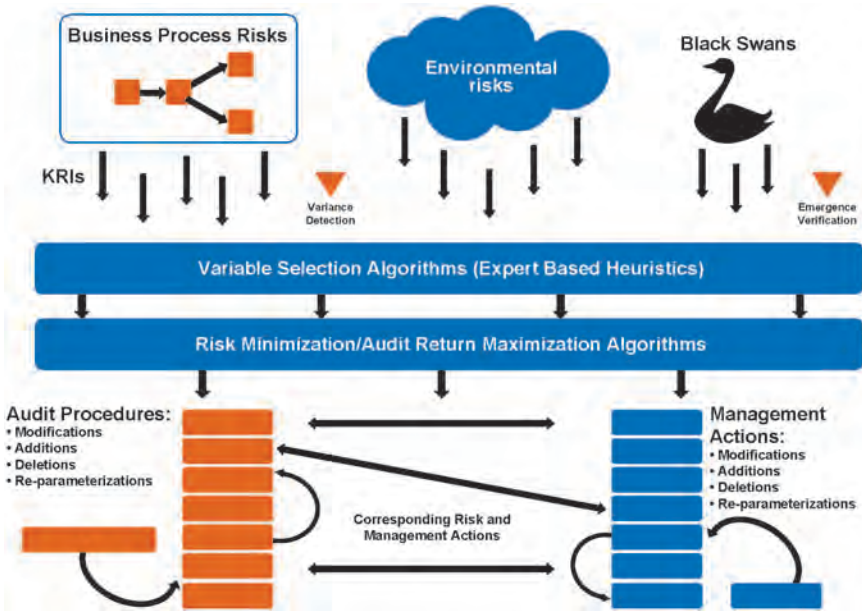 Business Process Risks
Environmental
risks
Black Swans
KRIs
Variance
Detection
Emergence
Verification
Variable Selection Algorithms (Expert Based Heuristics)
Risk Minimization/Audit Return Maximization Algorithms
Audit Procedures:
• Modifications
• Additions
• Deletions
• Re-parameterizations
Corresponding Risk and
Management Actions
Management
Actions:
• Modifications
• Additions
• Deletions
• Re-parameterizations